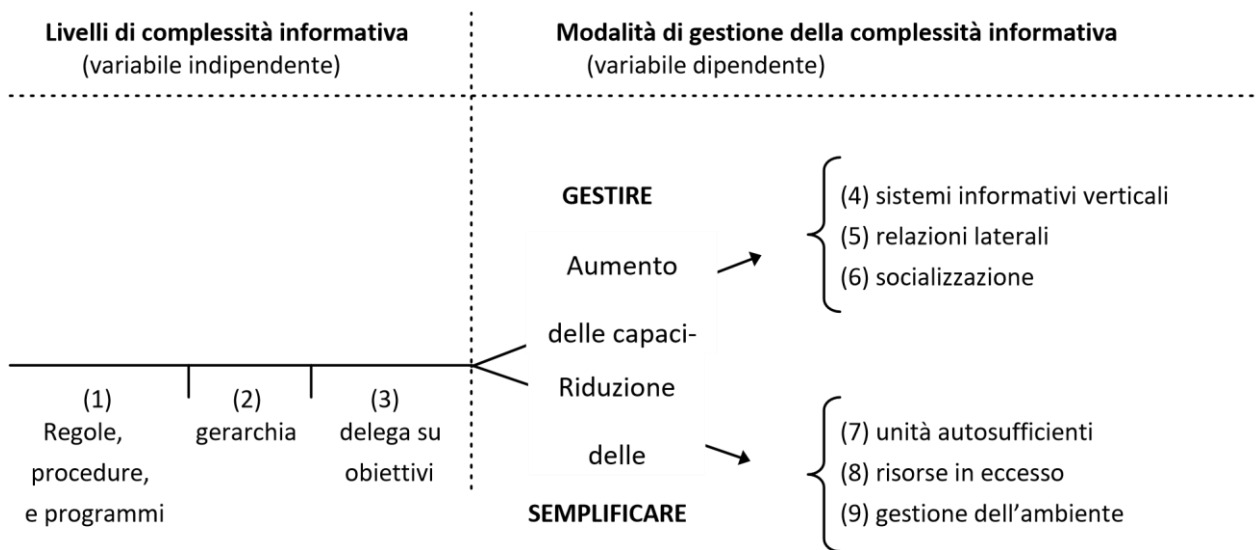 Livelli di complessità informativa
(variabile indipendente)
Modalità di gestione della complessità informativa
(variabile dipendente)
GESTIRE
Aumento
delle capaci-
Riduzione
delle
SEMPLIFICARE
(4) sistemi informativi verticali
(5) relazioni laterali
(6) socializzazione
(7) unità autosufficienti
(8) risorse in eccesso
(9) gestione dell’ambiente
(1)
Regole,
procedure,
e programmi
(2)
gerarchia
(3)
delega su
obiettivi